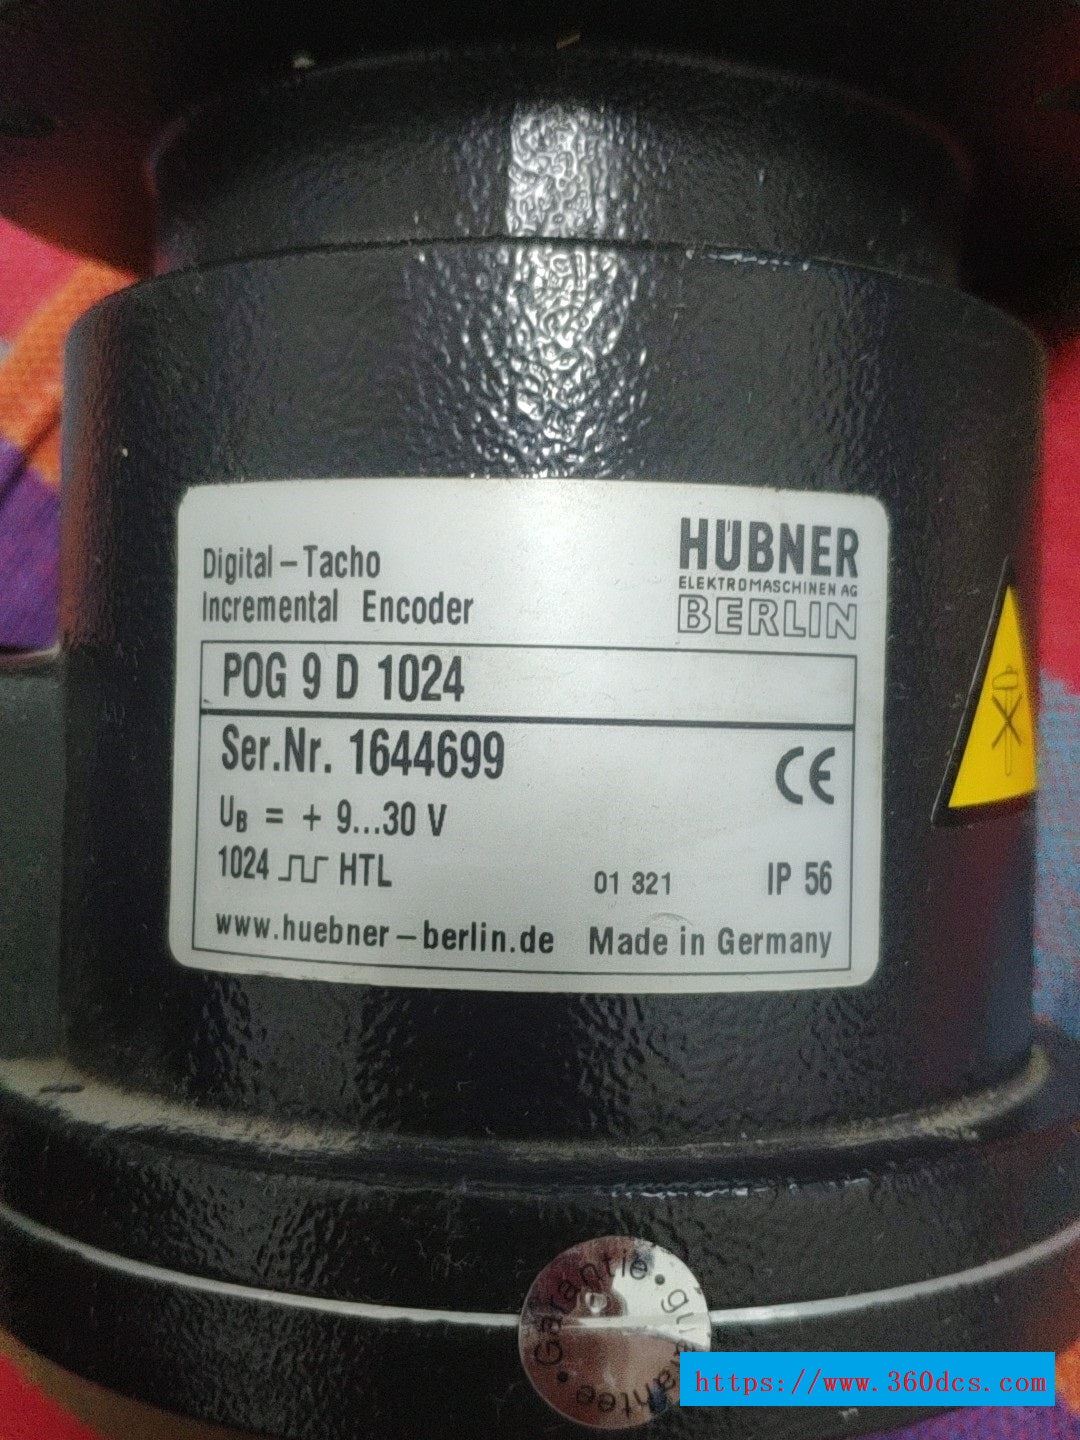 Digital-Tacho
Incremental Encoder
HÜBNER
ELEKTROMASCHINEN AG
BERLIN
POG 9 D 1024
Ser.Nr. 1644699
CE
UB = + 9...30 V
1024 HTL
01 321
IP 56
www.huebner-berlin.de
Made in Germany
Garantie • guarantee •
https://www.360dcs.com